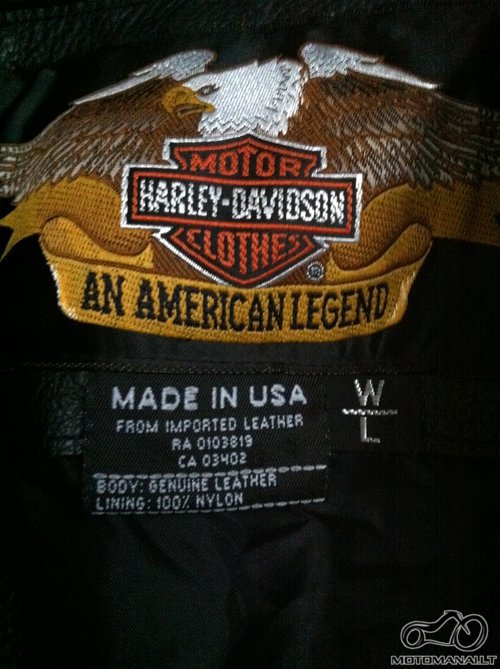 MOTOR
HARLEY-DAVIDSON
CLOTHES
®
AN AMERICAN LEGEND
MADE IN USA
FROM IMPORTED LEATHER
RA 0103819
CA 03402
BODY: GENUINE LEATHER
LINING: 100% NYLON
W
L
MOTOMANAI.LT